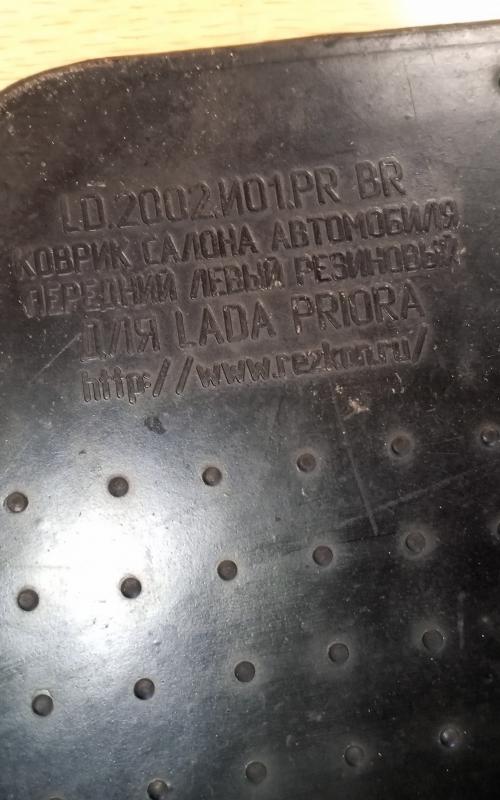 LD.2002.И01.PR BR
КОВРИК САЛОНА АВТОМОБИЛЯ
ПЕРЕДНИЙ ЛЕВЫЙ РЕЗИНОВЫЙ
ДЛЯ LADA PRIORA
http://www.rezkon.ru/